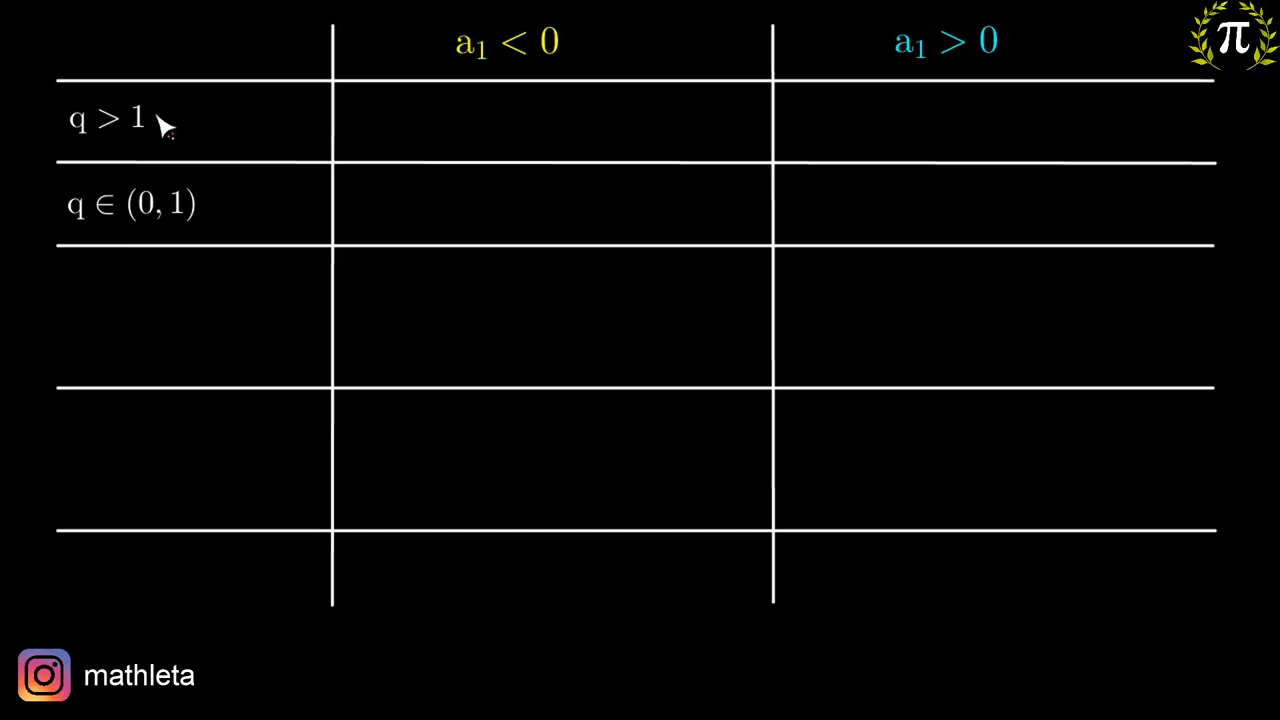 a₁ < 0
a₁ > 0
π
q > 1
q ∈ (0, 1)
mathleta